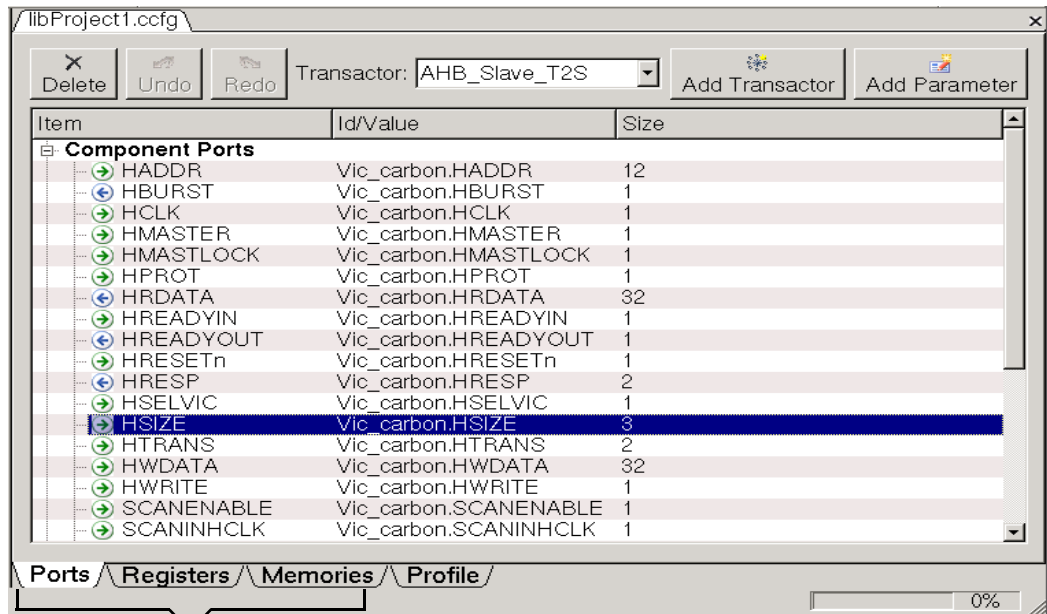 libProject1.ccfg
Delete Undo Redo Transactor: AHB_Slave_T2S Add Transactor Add Parameter
Item Id/Value Size
Component Ports
HADDR Vic_carbon.HADDR 12
HBURST Vic_carbon.HBURST 1
HCLK Vic_carbon.HCLK 1
HMASTER Vic_carbon.HMASTER 1
HMASTLOCK Vic_carbon.HMASTLOCK 1
HPROT Vic_carbon.HPROT 1
HRDATA Vic_carbon.HRDATA 32
HREADYIN Vic_carbon.HREADYIN 1
HREADYOUT Vic_carbon.HREADYOUT 1
HRESETn Vic_carbon.HRESETn 1
HRESP Vic_carbon.HRESP 2
HSELVIC Vic_carbon.HSELVIC 1
HSIZE Vic_carbon.HSIZE 3
HTRANS Vic_carbon.HTRANS 2
HWDATA Vic_carbon.HWDATA 32
HWRITE Vic_carbon.HWRITE 1
SCANENABLE Vic_carbon.SCANENABLE 1
SCANINHCLK Vic_carbon.SCANINHCLK 1
Ports Registers Memories Profile
0%